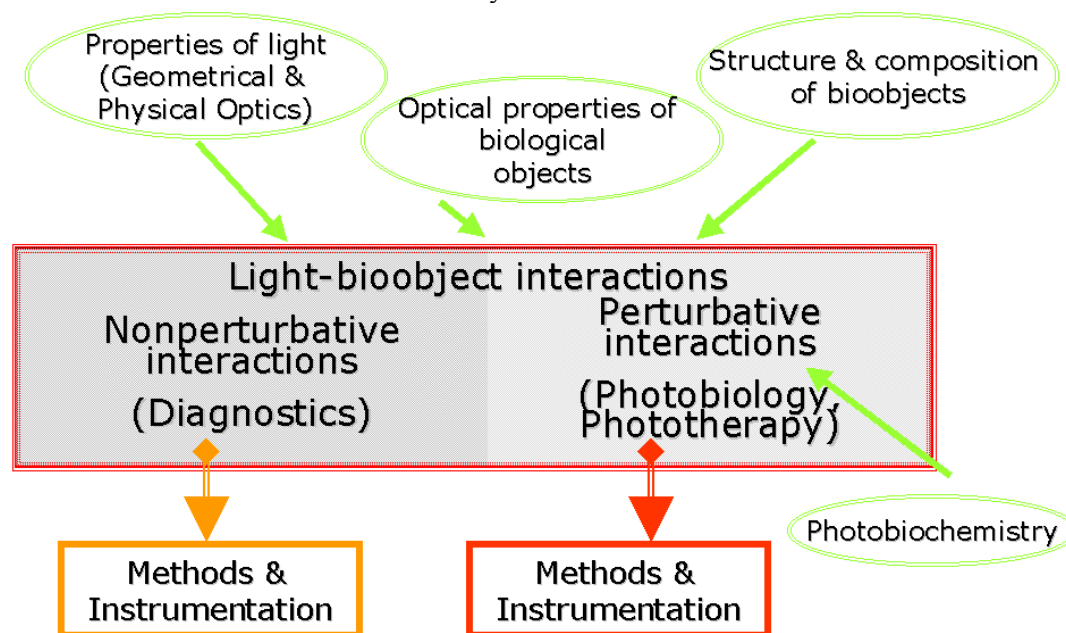 Properties of light
(Geometrical &
Physical Optics)
Optical properties of
biological
objects
Structure & composition
of bioobjects
Light-bioobject interactions
Nonperturbative
interactions
(Diagnostics)
Perturbative
interactions
(Photobiology,
Phototherapy)
Photobiochemistry
Methods &
Instrumentation
Methods &
Instrumentation